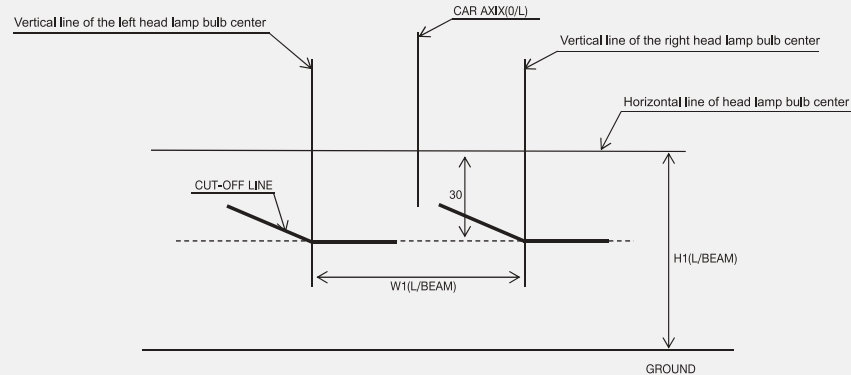 CAR AXIX(0/L)
Vertical line of the left head lamp bulb center
Vertical line of the right head lamp bulb center
Horizontal line of head lamp bulb center
CUT-OFF LINE
30
H1(L/BEAM)
W1(L/BEAM)
GROUND